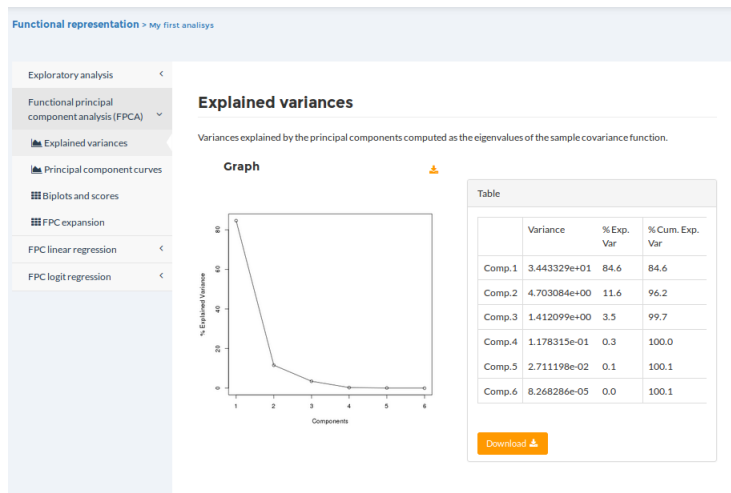 Functional representation > My first analisys
Exploratory analysis
Functional principal
component analysis (FPCA)
Explained variances
Principal component curves
Biplots and scores
FPC expansion
FPC linear regression
FPC logit regression
Explained variances
Variances explained by the principal components computed as the eigenvalues of the sample covariance function.
Graph
% Explained Variance
80
60
40
20
0
1 2 3 4 5 6
Components
Table
Variance % Exp. % Cum. Exp.
Var Var
Comp.1 3.443329e+01 84.6 84.6
Comp.2 4.703084e+00 11.6 96.2
Comp.3 1.412099e+00 3.5 99.7
Comp.4 1.178315e-01 0.3 100.0
Comp.5 2.711198e-02 0.1 100.1
Comp.6 8.268286e-05 0.0 100.1
Download